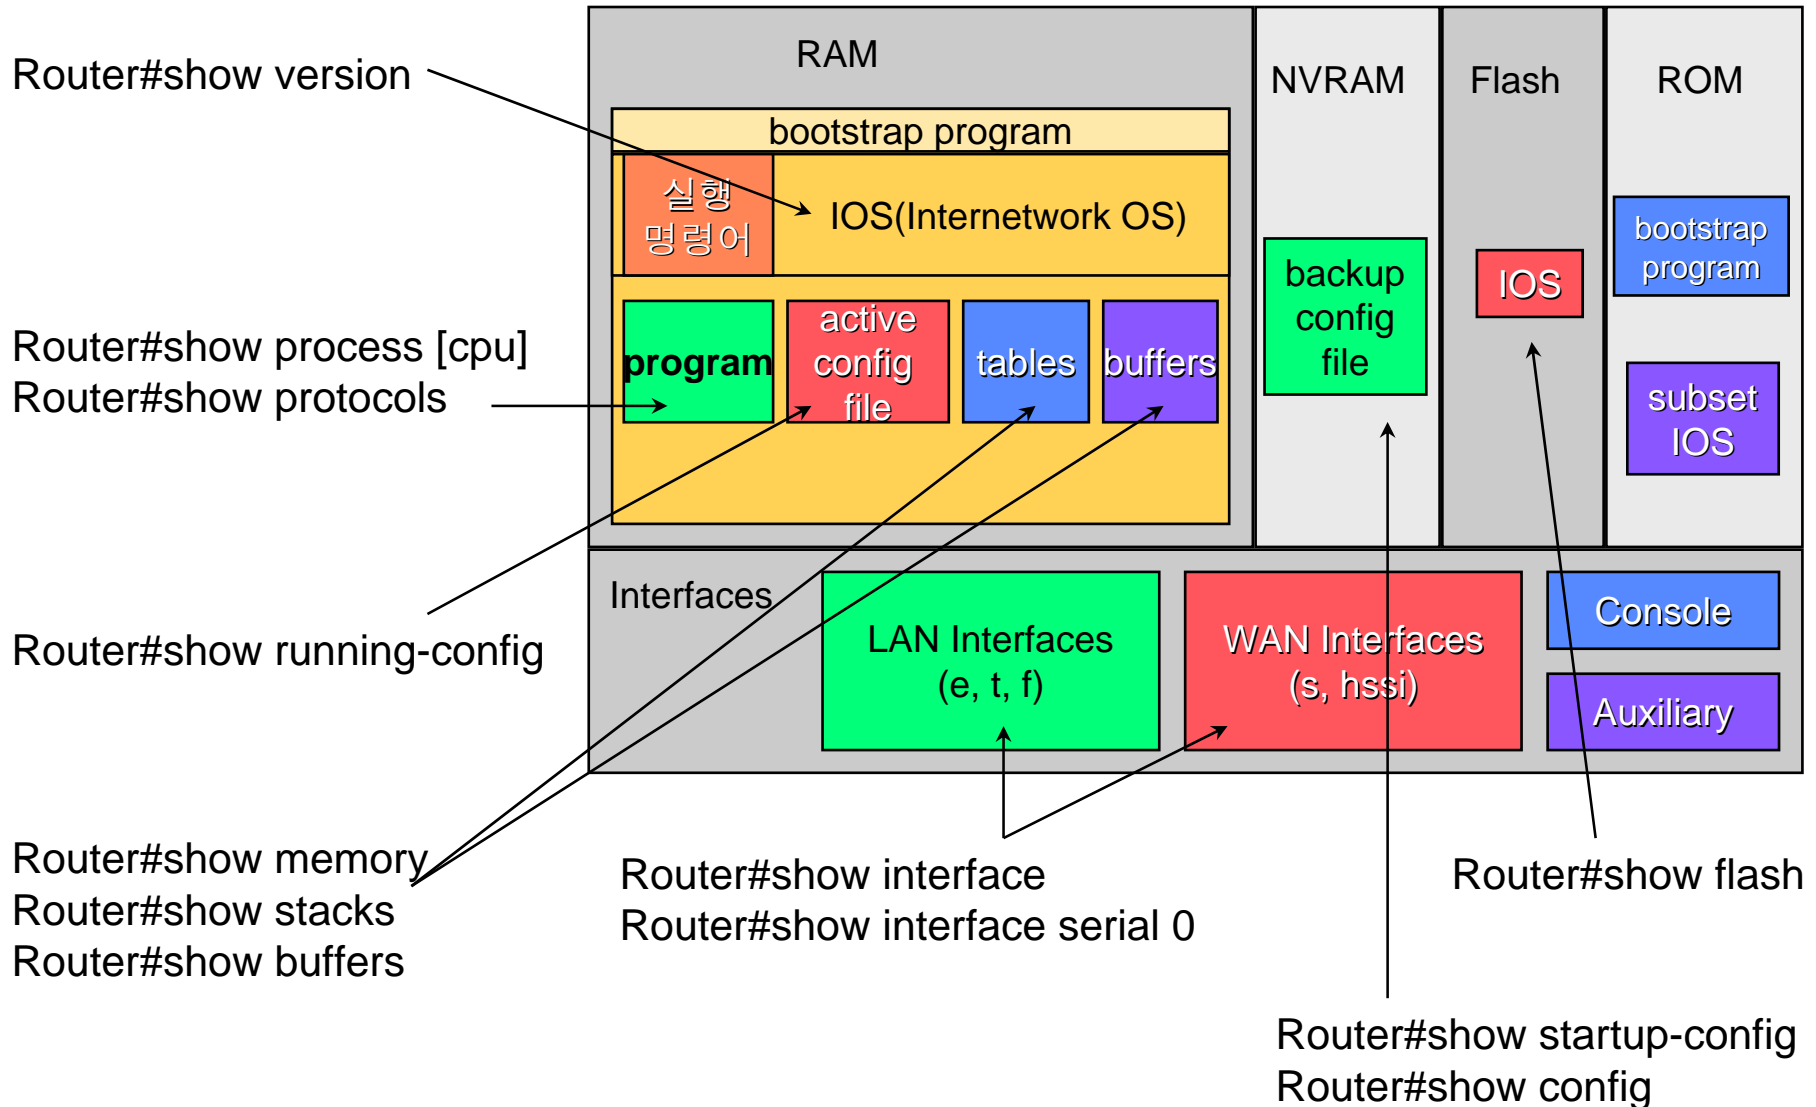 Router#show version
RAM
NVRAM
Flash
ROM
bootstrap program
실행
명령어
IOS(Internetwork OS)
program
active
config
file
tables
buffers
backup
config
file
IOS
bootstrap
program
subset
IOS
Router#show process [cpu]
Router#show protocols
Router#show running-config
Interfaces
LAN Interfaces
(e, t, f)
WAN Interfaces
(s, hssi)
Console
Auxiliary
Router#show memory
Router#show stacks
Router#show buffers
Router#show interface
Router#show interface serial 0
Router#show flash
Router#show startup-config
Router#show config